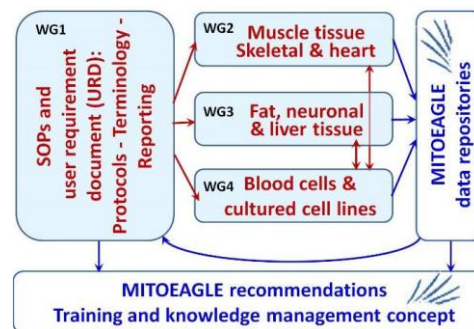 WG1
SOPs and
user requirement
document (URD):
Protocols - Terminology -
Reporting
WG2
Muscle tissue
Skeletal & heart
WG3
Fat, neuronal
& liver tissue
WG4
Blood cells &
cultured cell lines
MITOEAGLE
data repositories
MITOEAGLE recommendations
Training and knowledge management concept